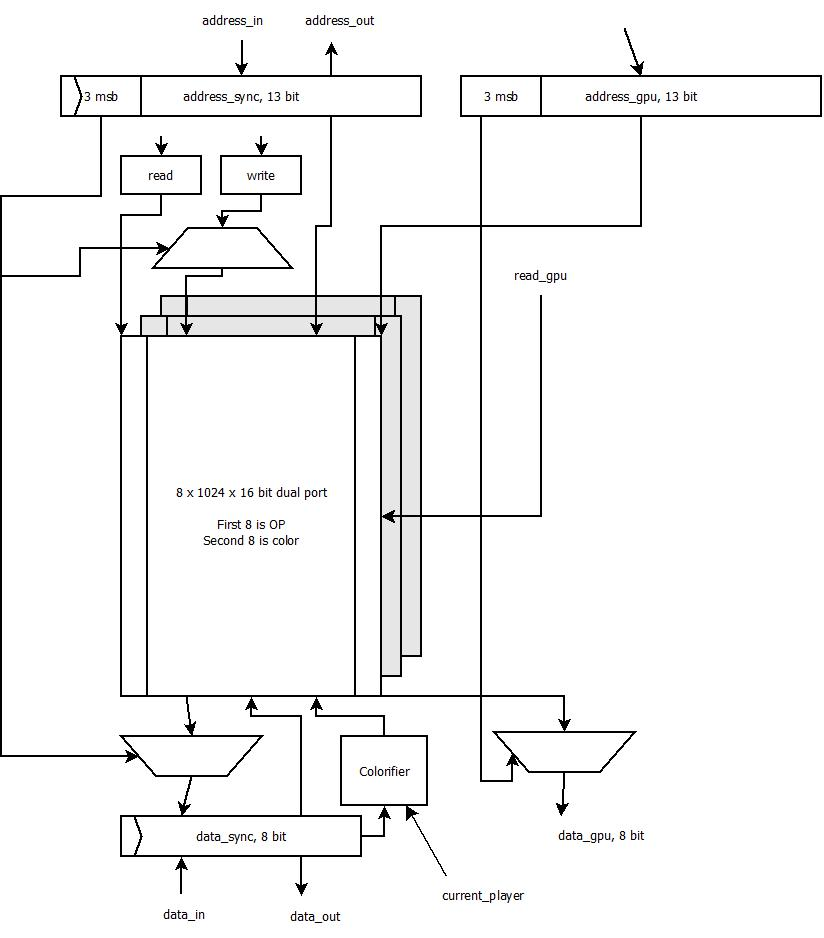 address_in
address_out
3 msb
address_sync, 13 bit
3 msb
address_gpu, 13 bit
read
write
read_gpu
8 x 1024 x 16 bit dual port
First 8 is OP
Second 8 is color
Colorifier
data_sync, 8 bit
data_gpu, 8 bit
current_player
data_in
data_out